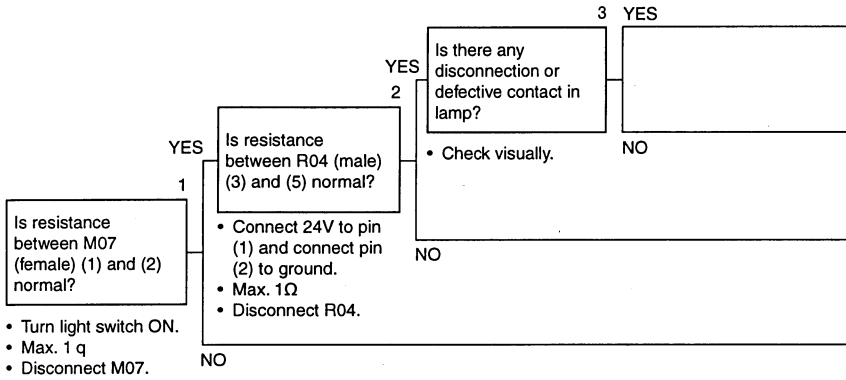 1
Is resistance
between M07
(female) (1) and (2)
normal?
• Turn light switch ON.
• Max. 1 q
• Disconnect M07.
YES
NO
2
Is resistance
between R04 (male)
(3) and (5) normal?
• Connect 24V to pin
(1) and connect pin
(2) to ground.
• Max. 1Ω
• Disconnect R04.
YES
NO
3
Is there any
disconnection or
defective contact in
lamp?
• Check visually.
YES
NO